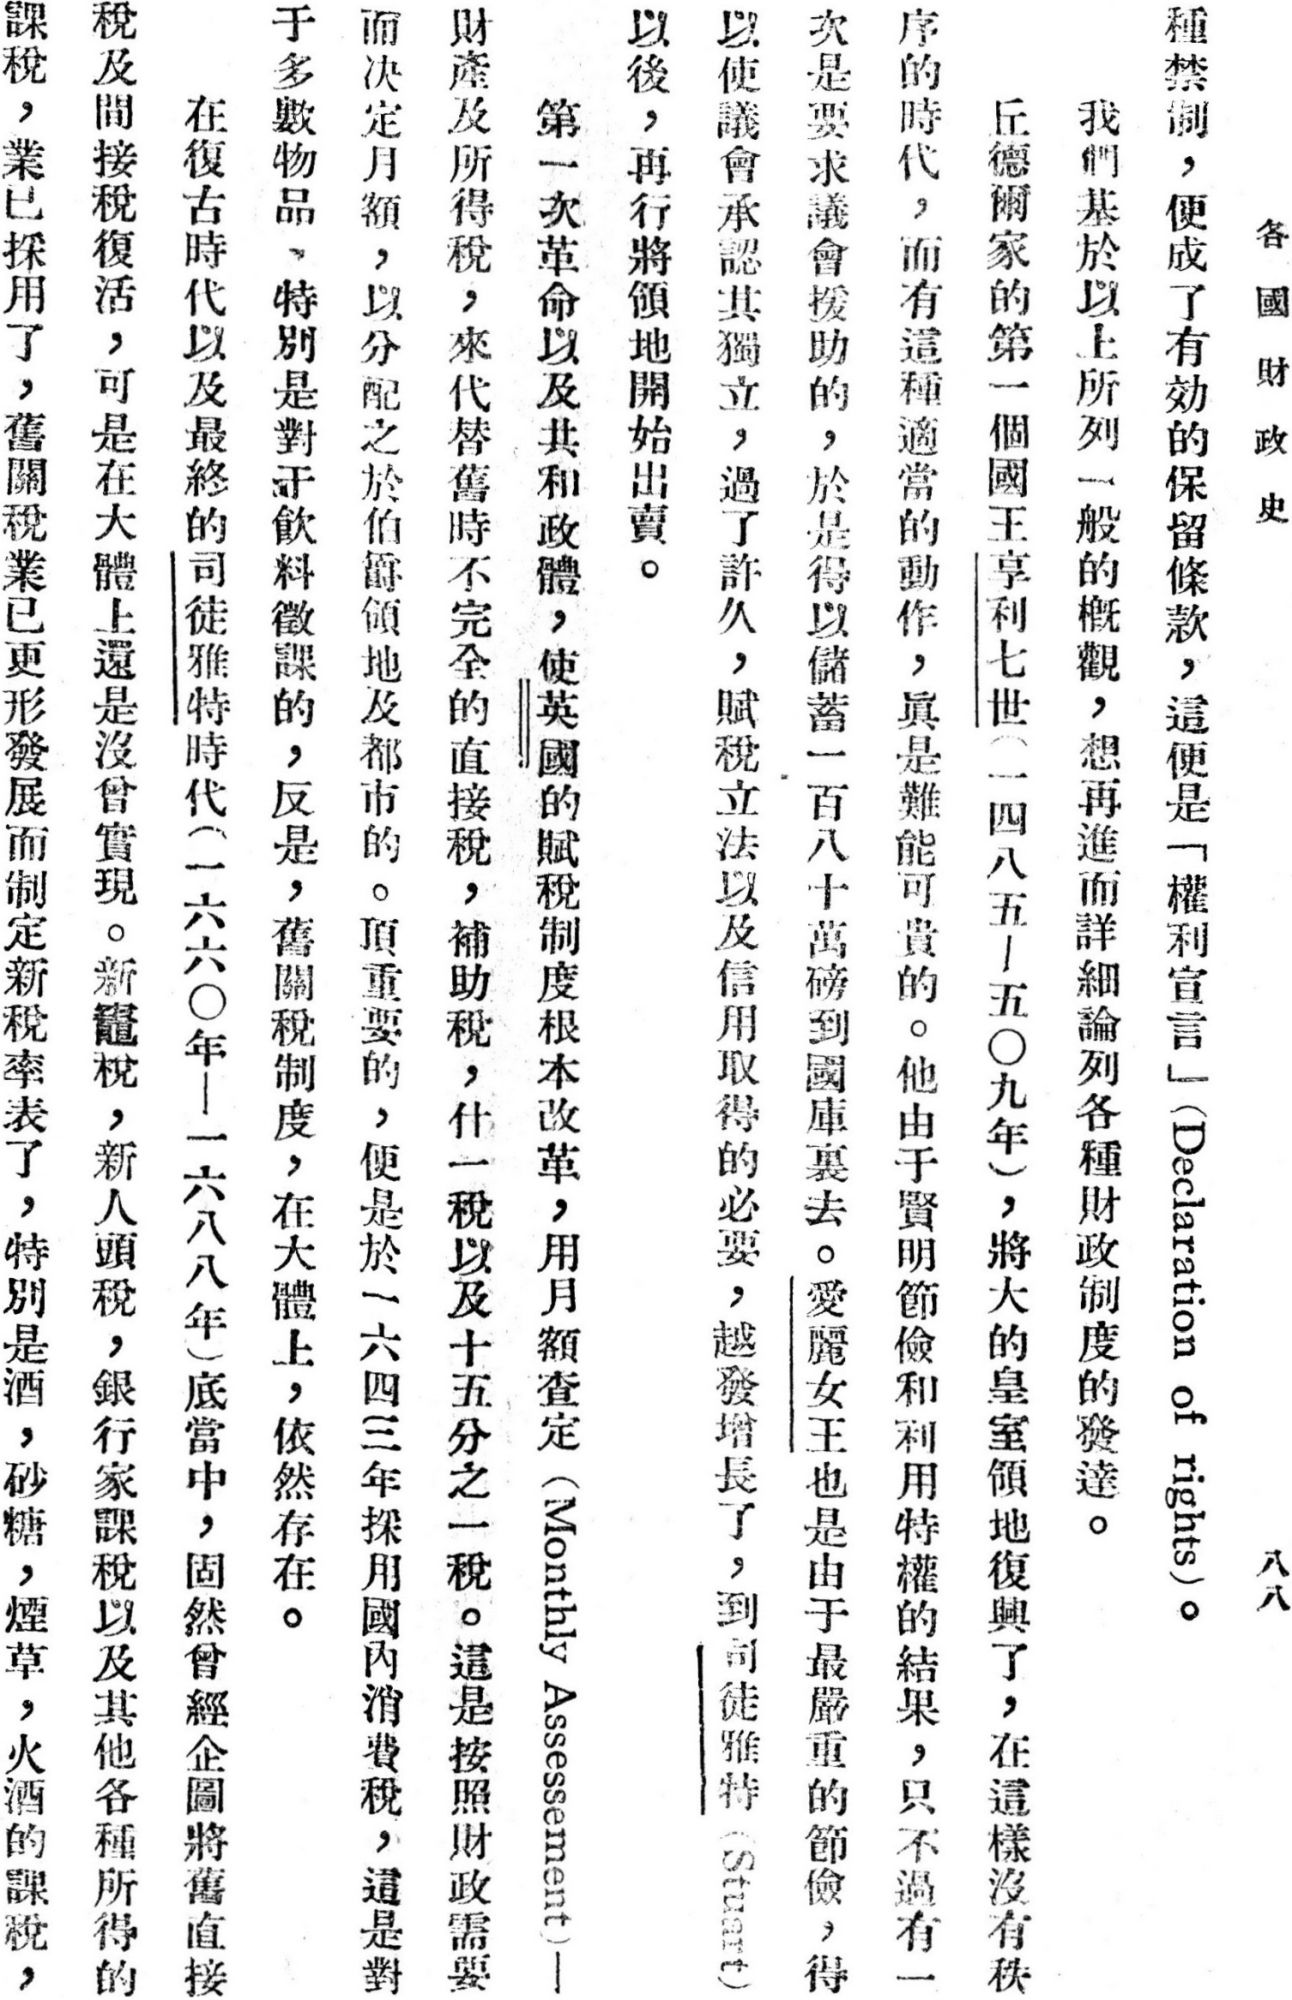 各國財政史
八八
種禁制，便成了有効的保留條款，這便是「權利宣言」（Declaration of rights）。
我們基於以上所列一般的概觀，想再進而詳細論列各種財政制度的發達。
丘德爾家的第一個國王享利七世（一四八五—五〇九年），將大的皇室領地復興了，在這樣沒有秩
序的時代，而有這種適當的動作，眞是難能可貴的。他由于賢明節儉和利用特權的結果，只不過有一
次是要求議會援助的，於是得以儲蓄一百八十萬磅到國庫裏去。愛麗女王也是由于最嚴重的節儉，得
以使議會承認其獨立，過了許久，賦稅立法以及信用取得的必要，越發增長了，到司徒雅特（Stuart）
以後，再行將領地開始出賣。
第一次革命以及共和政體，使英國的賦稅制度根本改革，用月額查定（Monthly Assessement）—
財產及所得稅，來代替舊時不完全的直接稅，補助稅，什一稅以及十五分之一稅。這是按照財政需要
而決定月額，以分配之於伯爵領地及都市的。頂重要的，便是於一六四三年採用國內消費稅，這是對
于多數物品、特別是對于飲料徵課的，反是，舊關稅制度，在大體上，依然存在。
在復古時代以及最終的司徒雅特時代（一六六〇年—一六八八年）底當中，固然曾經企圖將舊直接
稅及間接稅復活，可是在大體上還是沒曾實現。新竈稅，新人頭稅，銀行家課稅以及其他各種所得的
課稅，業已採用了，舊關稅業已更形發展而制定新稅率表了，特別是酒，砂糖，煙草，火酒的課稅，